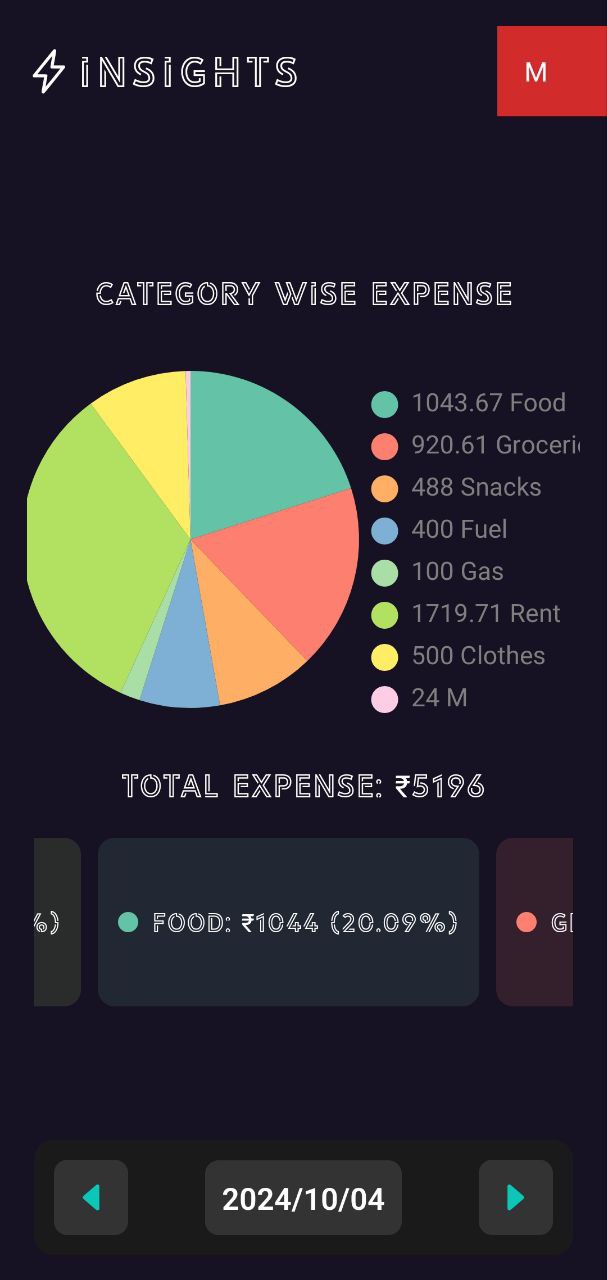 INSIGHTS
M
CATEGORY WISE EXPENSE
1043.67 Food
920.61 Groceri
488 Snacks
400 Fuel
100 Gas
1719.71 Rent
500 Clothes
24 M
TOTAL EXPENSE: ₹5196
%)
FOOD: ₹1044 (20.09%)
G
2024/10/04